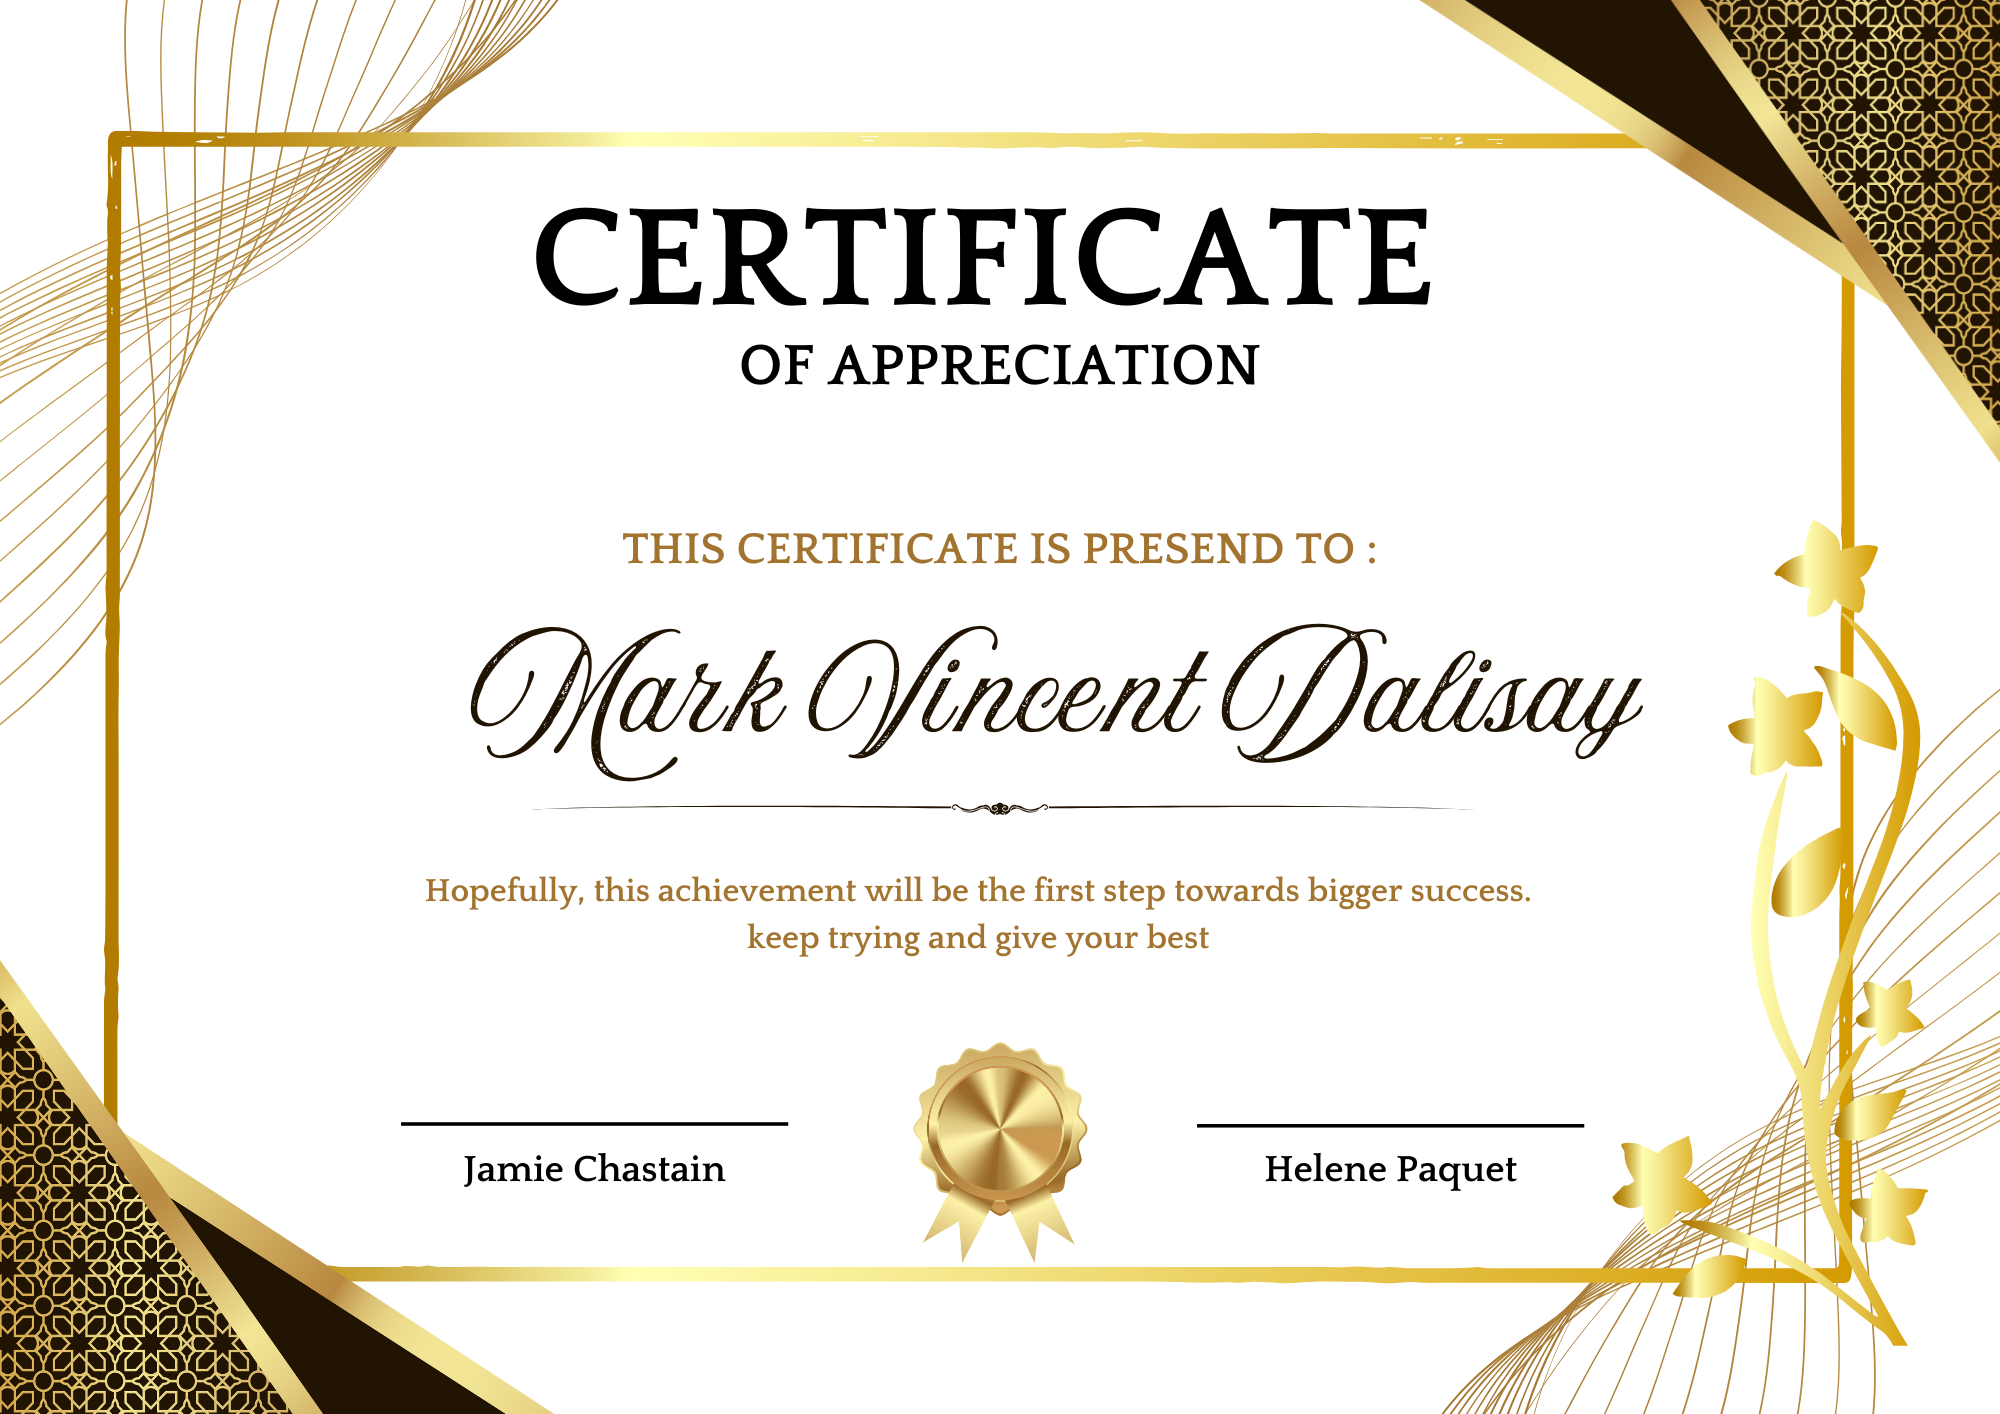 CERTIFICATE
OF APPRECIATION
THIS CERTIFICATE IS PRESEND TO :
Mark Vincent Dalisay
Hopefully, this achievement will be the first step towards bigger success.
keep trying and give your best
Jamie Chastain
Helene Paquet